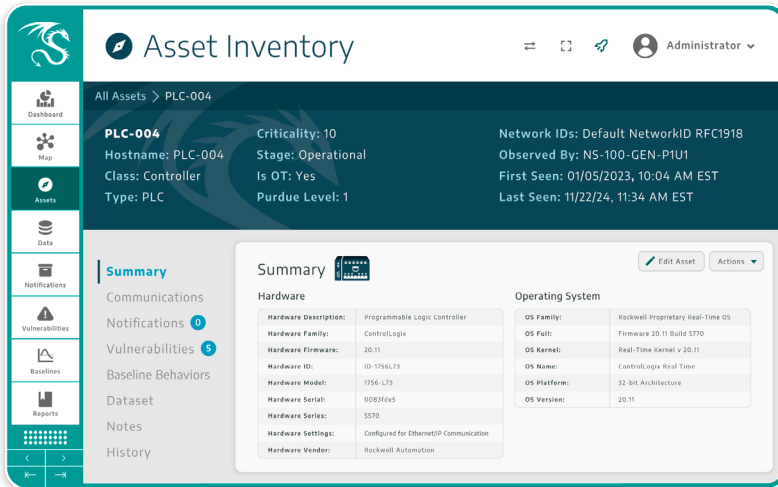 Asset Inventory
Administrator
Dashboard
Map
Assets
Data
Notifications
Vulnerabilities
Baselines
Reports
All Assets > PLC-004
PLC-004
Hostname: PLC-004
Class: Controller
Type: PLC
Criticality: 10
Stage: Operational
Is OT: Yes
Purdue Level: 1
Network IDs: Default NetworkID RFC1918
Observed By: NS-100-GEN-P1U1
First Seen: 01/05/2023, 10:04 AM EST
Last Seen: 11/22/24, 11:34 AM EST
Summary
Communications
Notifications 0
Vulnerabilities 5
Baseline Behaviors
Dataset
Notes
History
Summary
Edit Asset
Actions
Hardware
Hardware Description: Programmable Logic Controller
Hardware Family: ControlLogix
Hardware Firmware: 20.11
Hardware ID: ID-1756L73
Hardware Model: 1756-L73
Hardware Serial: 0083fde5
Hardware Series: 5570
Hardware Settings: Configured for Ethernet/IP Communication
Hardware Vendor: Rockwell Automation
Operating System
OS Family: Rockwell Proprietary Real-Time OS
OS Full: Firmware 20.11 Build 5770
OS Kernel: Real-Time Kernel v 20.11
OS Name: ControlLogix Real Time
OS Platform: 32-bit Architecture
OS Version: 20.11